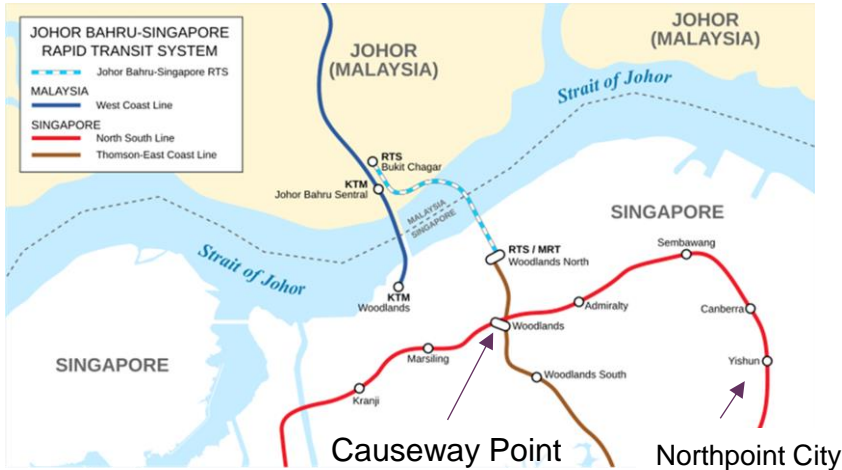 JOHOR BAHRU-SINGAPORE
RAPID TRANSIT SYSTEM
Johor Bahru-Singapore RTS
MALAYSIA
West Coast Line
SINGAPORE
North South Line
Thomson-East Coast Line
JOHOR
(MALAYSIA)
JOHOR
(MALAYSIA)
Strait of Johor
RTS
Bukit Chagar
KTM
Johor Bahru Sentral
MALAYSIA
SINGAPORE
SINGAPORE
Strait of Johor
RTS / MRT
Woodlands North
Sembawang
KTM
Woodlands
Admiralty
Canberra
Woodlands
SINGAPORE
Marsiling
Yishun
Woodlands South
Kranji
Causeway Point
Northpoint City